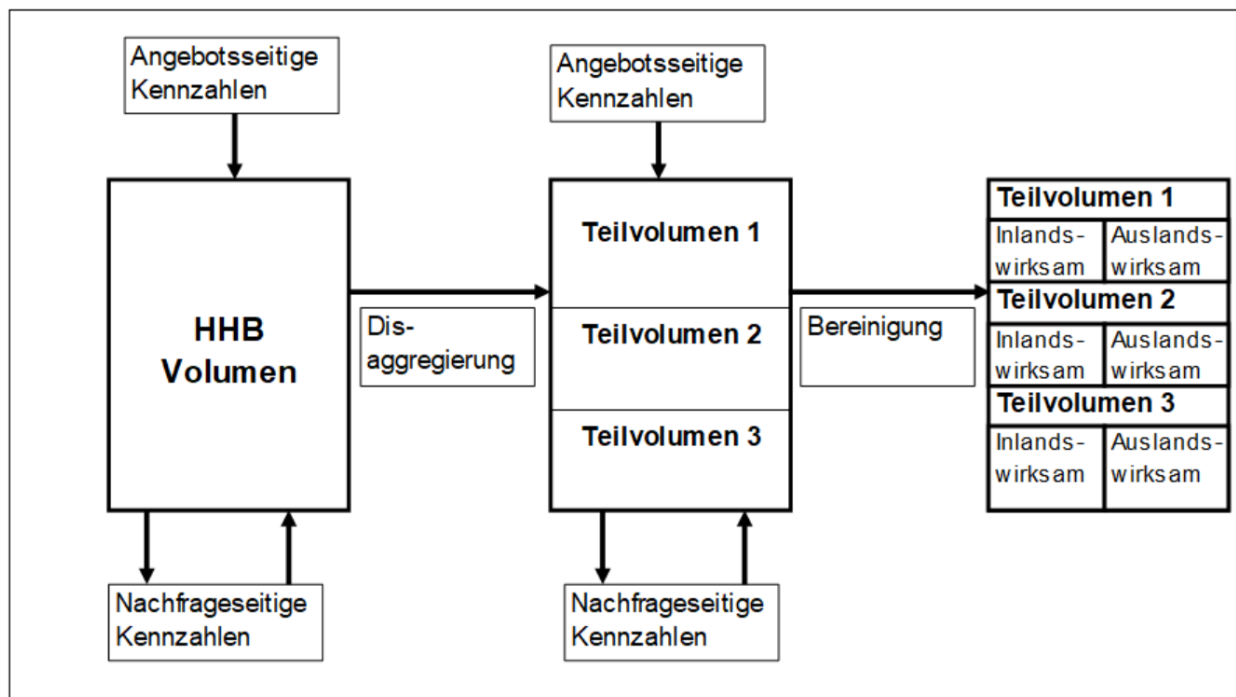 Angebotsseitige
Kennzahlen
Angebotsseitige
Kennzahlen
HHB
Volumen
Dis-
aggregierung
Teilvolumen 1
Teilvolumen 2
Teilvolumen 3
Bereinigung
Teilvolumen 1
Inlands-
wirksam
Auslands-
wirksam
Teilvolumen 2
Inlands-
wirksam
Auslands-
wirksam
Teilvolumen 3
Inlands-
wirksam
Auslands-
wirksam
Nachfrageseitige
Kennzahlen
Nachfrageseitige
Kennzahlen